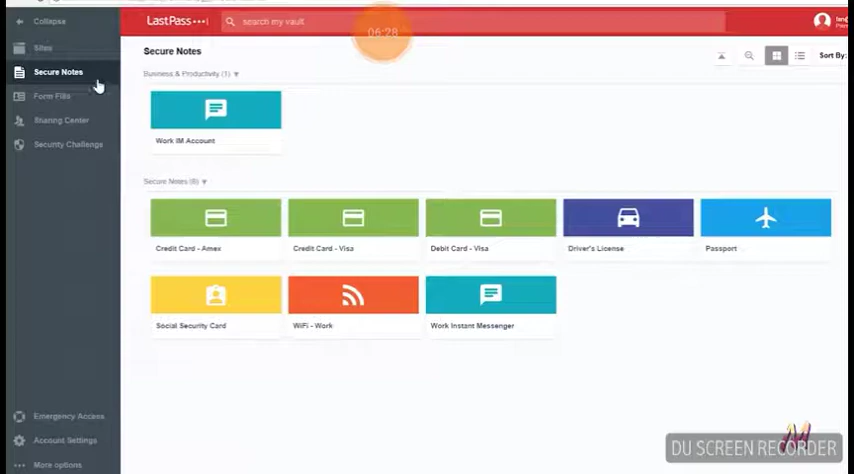 Collapse
LastPass
search my vault
06:28
Sites
Secure Notes
Form Fills
Sharing Center
Security Challenge
Secure Notes
Sort By:
Business & Productivity (1)
Work IM Account
Secure Notes (8)
Credit Card - Amex
Credit Card - Visa
Debit Card - Visa
Driver's License
Passport
Social Security Card
WiFi - Work
Work Instant Messenger
Emergency Access
Account Settings
More options
DU SCREEN RECORDER